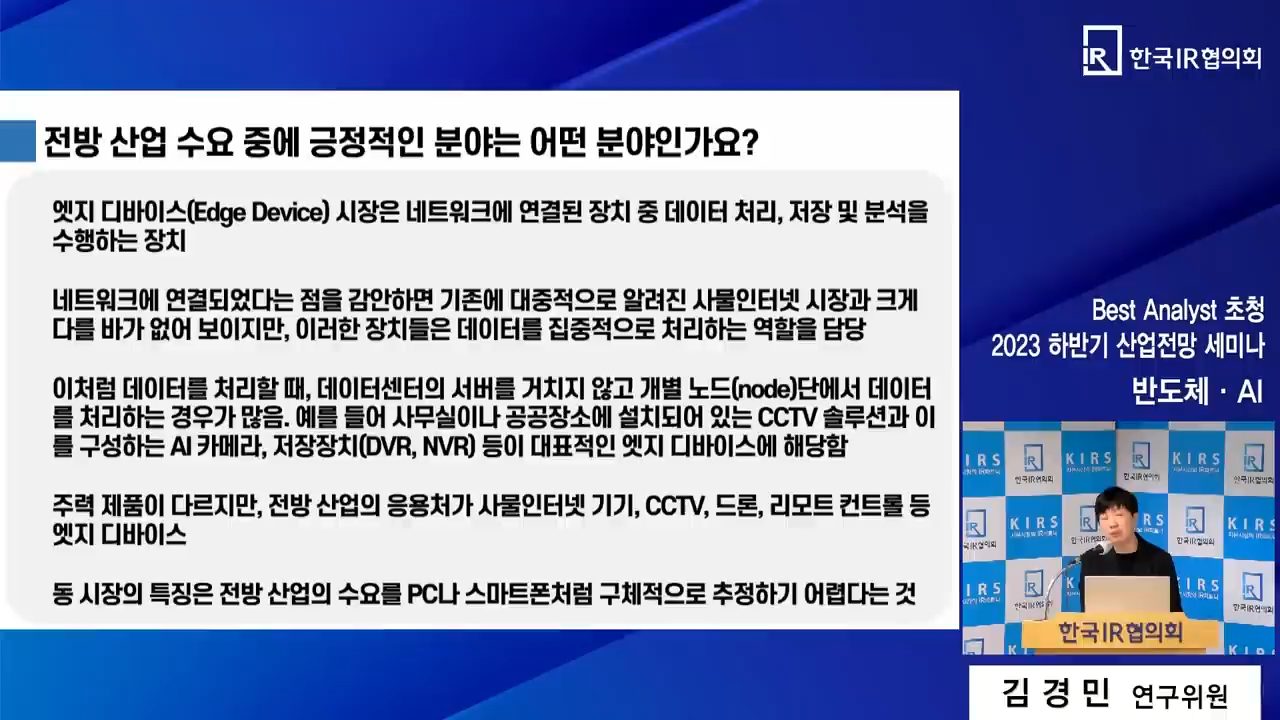 IR 한국IR협의회
전방 산업 수요 중에 긍정적인 분야는 어떤 분야인가요?
엣지 디바이스(Edge Device) 시장은 네트워크에 연결된 장치 중 데이터 처리, 저장 및 분석을
수행하는 장치
네트워크에 연결되었다는 점을 감안하면 기존에 대중적으로 알려진 사물인터넷 시장과 크게
다를 바가 없어 보이지만, 이러한 장치들은 데이터를 집중적으로 처리하는 역할을 담당
이처럼 데이터를 처리할 때, 데이터센터의 서버를 거치지 않고 개별 노드(node)단에서 데이터
를 처리하는 경우가 많음. 예를 들어 사무실이나 공공장소에 설치되어 있는 CCTV 솔루션과 이
를 구성하는 AI 카메라, 저장장치(DVR, NVR) 등이 대표적인 엣지 디바이스에 해당함
주력 제품이 다르지만, 전방 산업의 응용처가 사물인터넷 기기, CCTV, 드론, 리모트 컨트롤 등
엣지 디바이스
동 시장의 특징은 전방 산업의 수요를 PC나 스마트폰처럼 구체적으로 추정하기 어렵다는 것
Best Analyst 초청
2023 하반기 산업전망 세미나
반도체 · AI
KIRS
한국IR협의회
한국IR협의회
김경민 연구위원